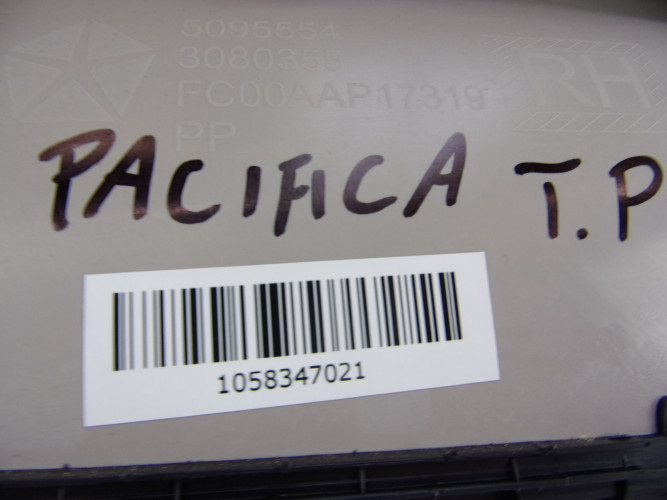 5095554
3080355
FC00AAP17319
RH
PP
PACIFICA T.P
1058347021